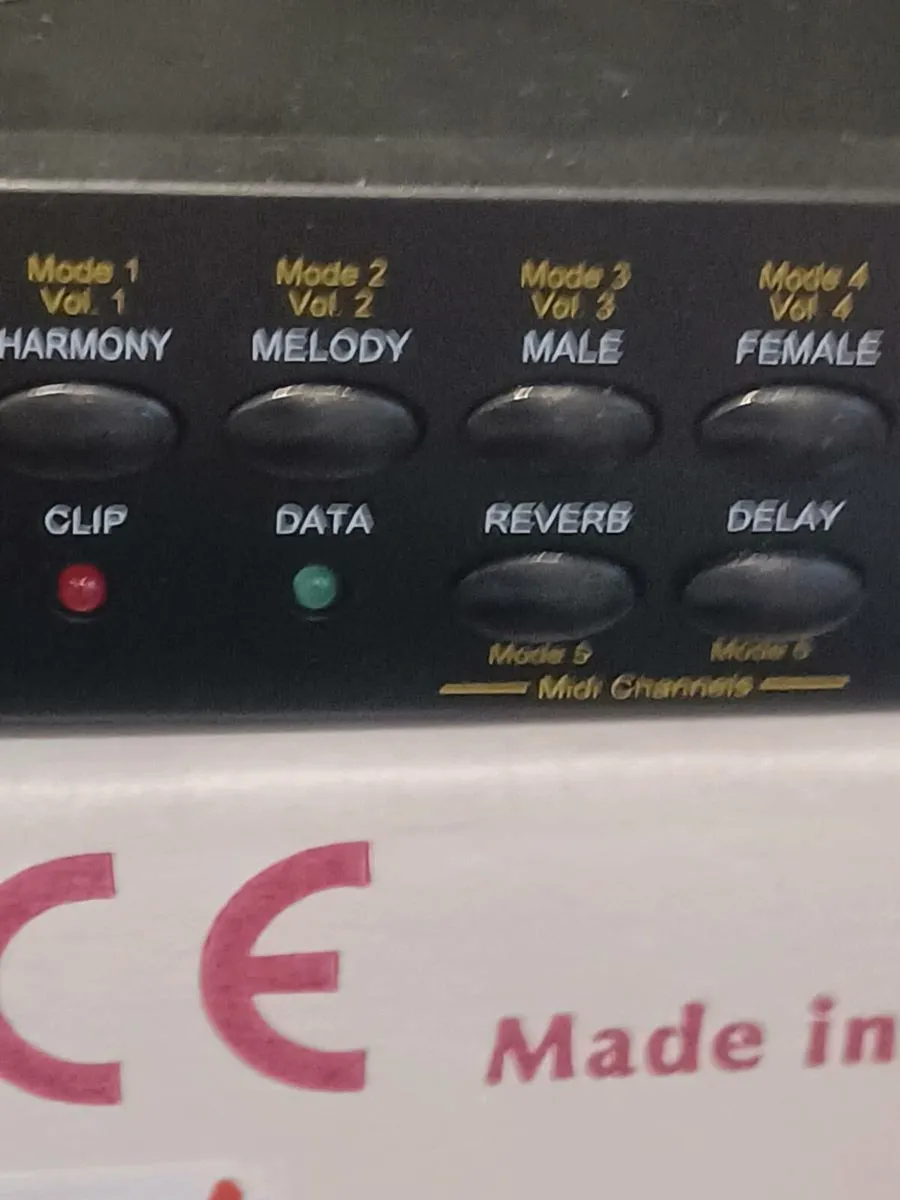 Mode 1 Mode 2 Mode 3 Mode 4
Vol. 1 Vol. 2 Vol 3 Vol 4
HARMONY MELODY MALE FEMALE
CLIP DATA REVERB DELAY
Mode 5 Mode 6
Midi Channels
CE
Made in